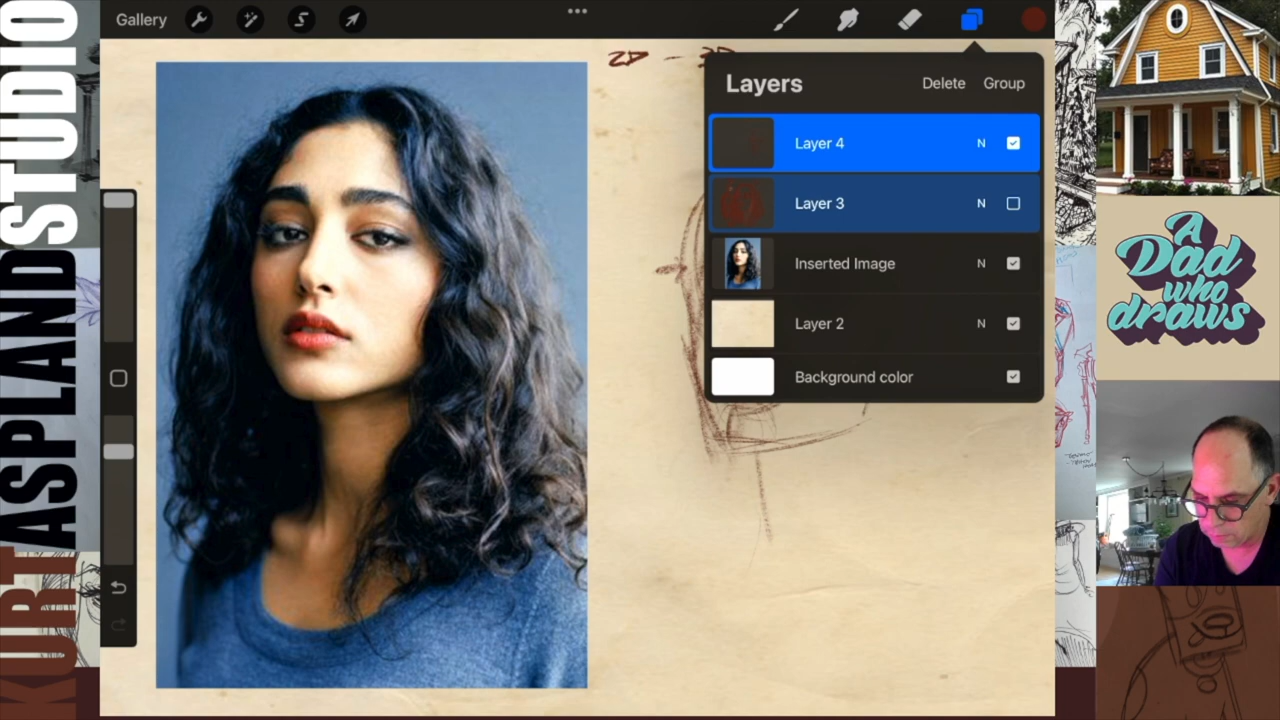 Gallery
2D -
Layers
Delete
Group
Layer 4
N
Layer 3
N
Inserted Image
N
Layer 2
N
Background color
KURT ASPLAND STUDIO
A
Dad
who
draws